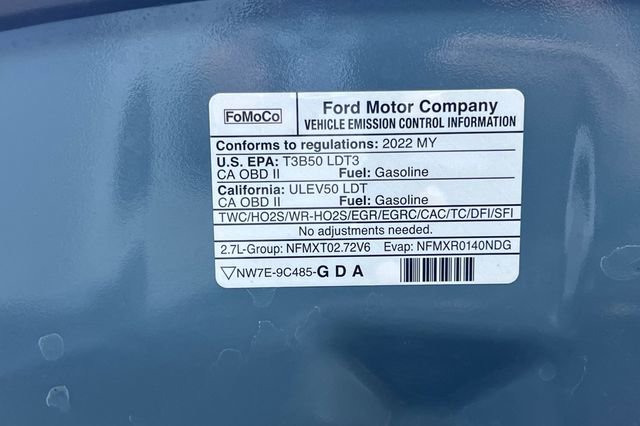 FoMoCo
Ford Motor Company
VEHICLE EMISSION CONTROL INFORMATION
Conforms to regulations: 2022 MY
U.S. EPA: T3B50 LDT3
CA OBD II Fuel: Gasoline
California: ULEV50 LDT
CA OBD II Fuel: Gasoline
TWC/HO2S/WR-HO2S/EGR/EGRC/CAC/TC/DFI/SFI
No adjustments needed.
2.7L-Group: NFMXT02.72V6 Evap: NFMXR0140NDG
NW7E-9C485-GDA